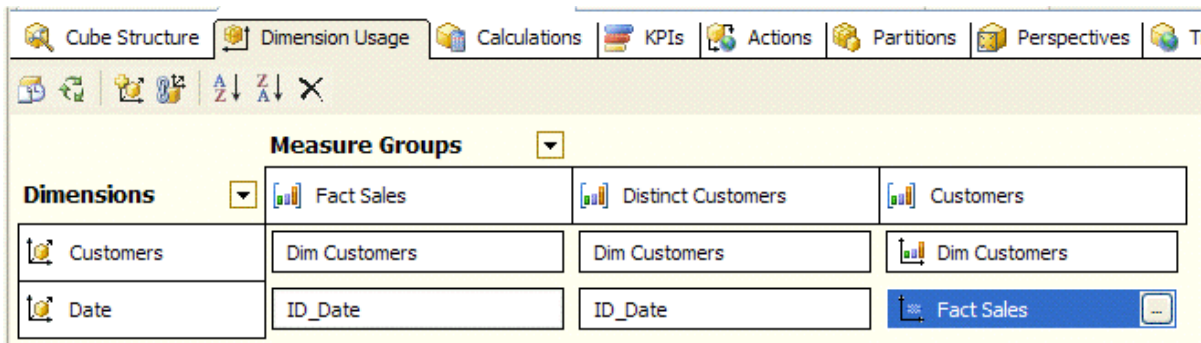 Cube Structure Dimension Usage Calculations KPIs Actions Partitions Perspectives T
Measure Groups
Dimensions Fact Sales Distinct Customers Customers
Customers Dim Customers Dim Customers Dim Customers
Date ID_Date ID_Date Fact Sales ...